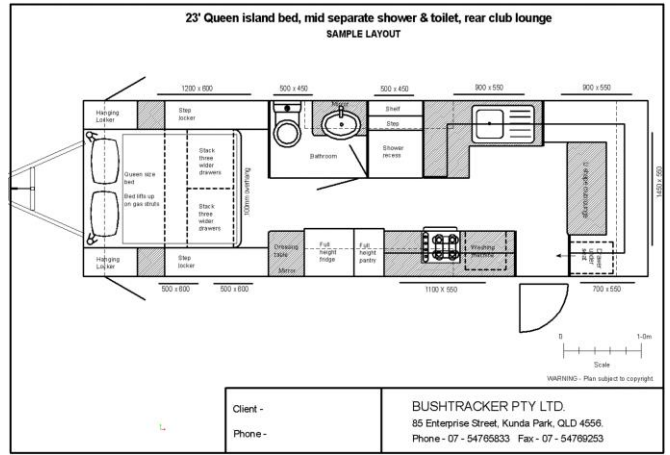 23' Queen island bed, mid separate shower & toilet, rear club lounge
SAMPLE LAYOUT
1200 x 600
500 x 450
500 x 450
900 x 550
900 x 550
Hanging
Locker
Step
locker
Mirror
Shelf
Step
Shower
recess
Bathroom
Queen size
bed
Bed lifts up
on gas struts
Stack
three
wider
drawers
Stack
three
wider
drawers
100mm overhang
U shape
1450 x 550
Hanging
Locker
Step
locker
Dressing
table
Mirror
Full
height
fridge
Full
height
pantry
Washing
machine
Drawer
under
seat
500 x 600
500 x 600
1100 X 550
700 x 550
0
1-0m
Scale
WARNING - Plan subject to copyright
Client -
Phone -
BUSHTRACKER PTY LTD.
85 Enterprise Street, Kunda Park, QLD 4556.
Phone - 07 - 54765833 Fax - 07 - 54769253